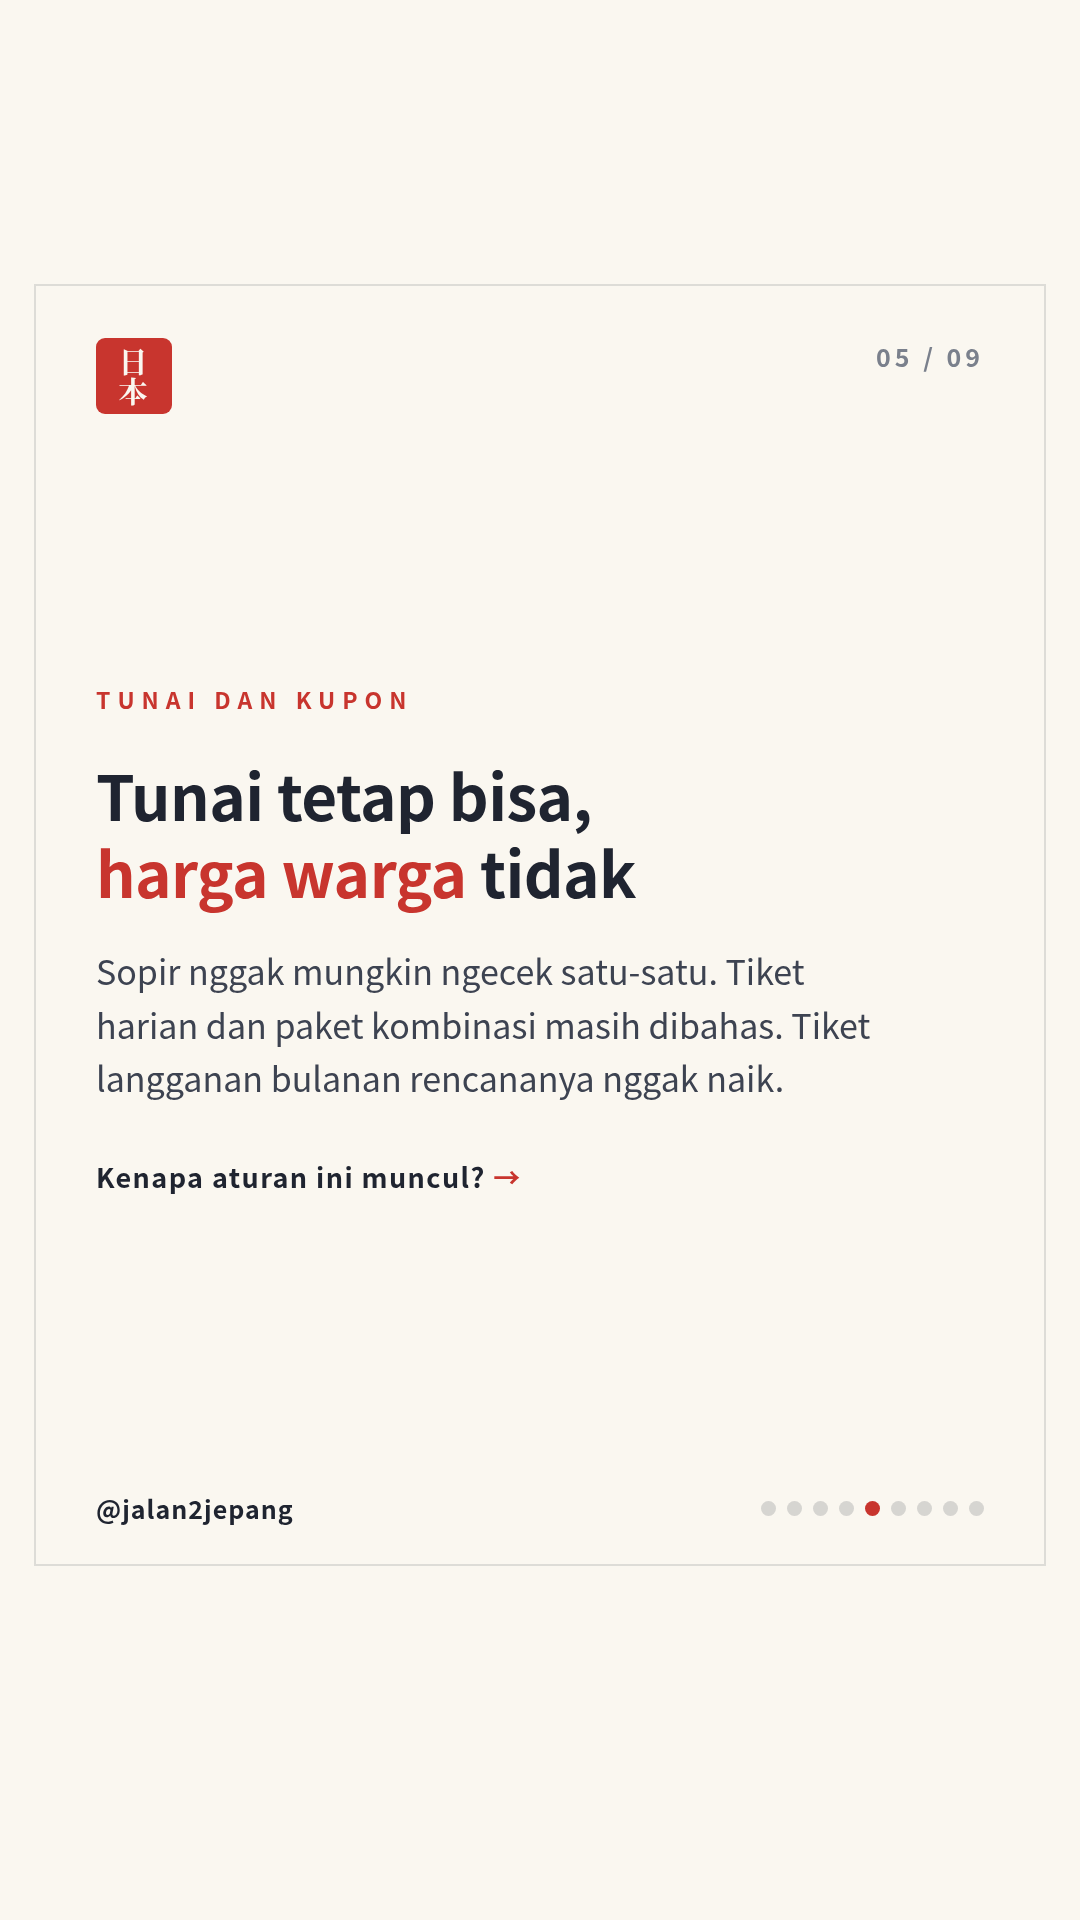 日
本
05 / 09
TUNAI DAN KUPON
Tunai tetap bisa,
harga warga tidak
Sopir nggak mungkin ngecek satu-satu. Tiket
harian dan paket kombinasi masih dibahas. Tiket
langganan bulanan rencananya nggak naik.
Kenapa aturan ini muncul? →
@jalan2jepang